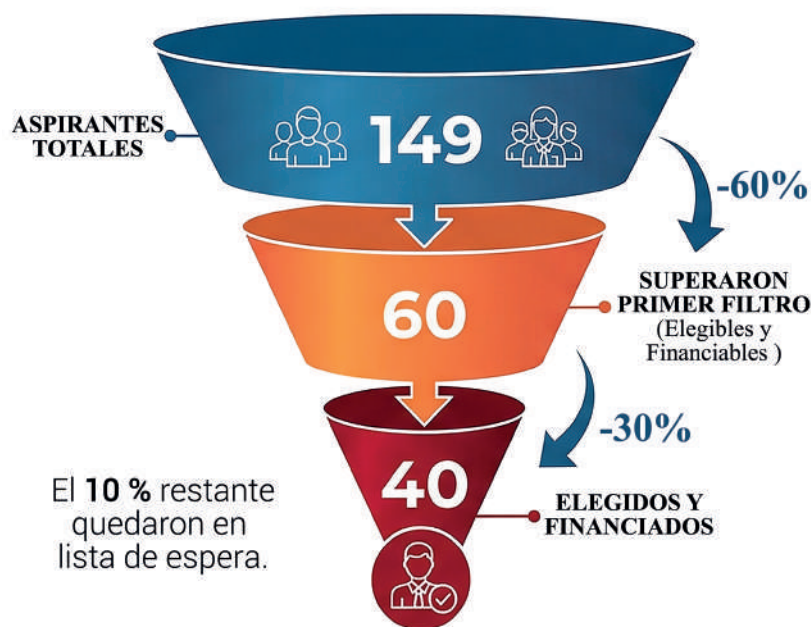 ASPIRANTES
TOTALES
149
-60%
60
SUPERARON
PRIMER FILTRO
(Elegibles y
Financiables )
-30%
40
ELEGIDOS Y
FINANCIADOS
El 10 % restante
quedaron en
lista de espera.